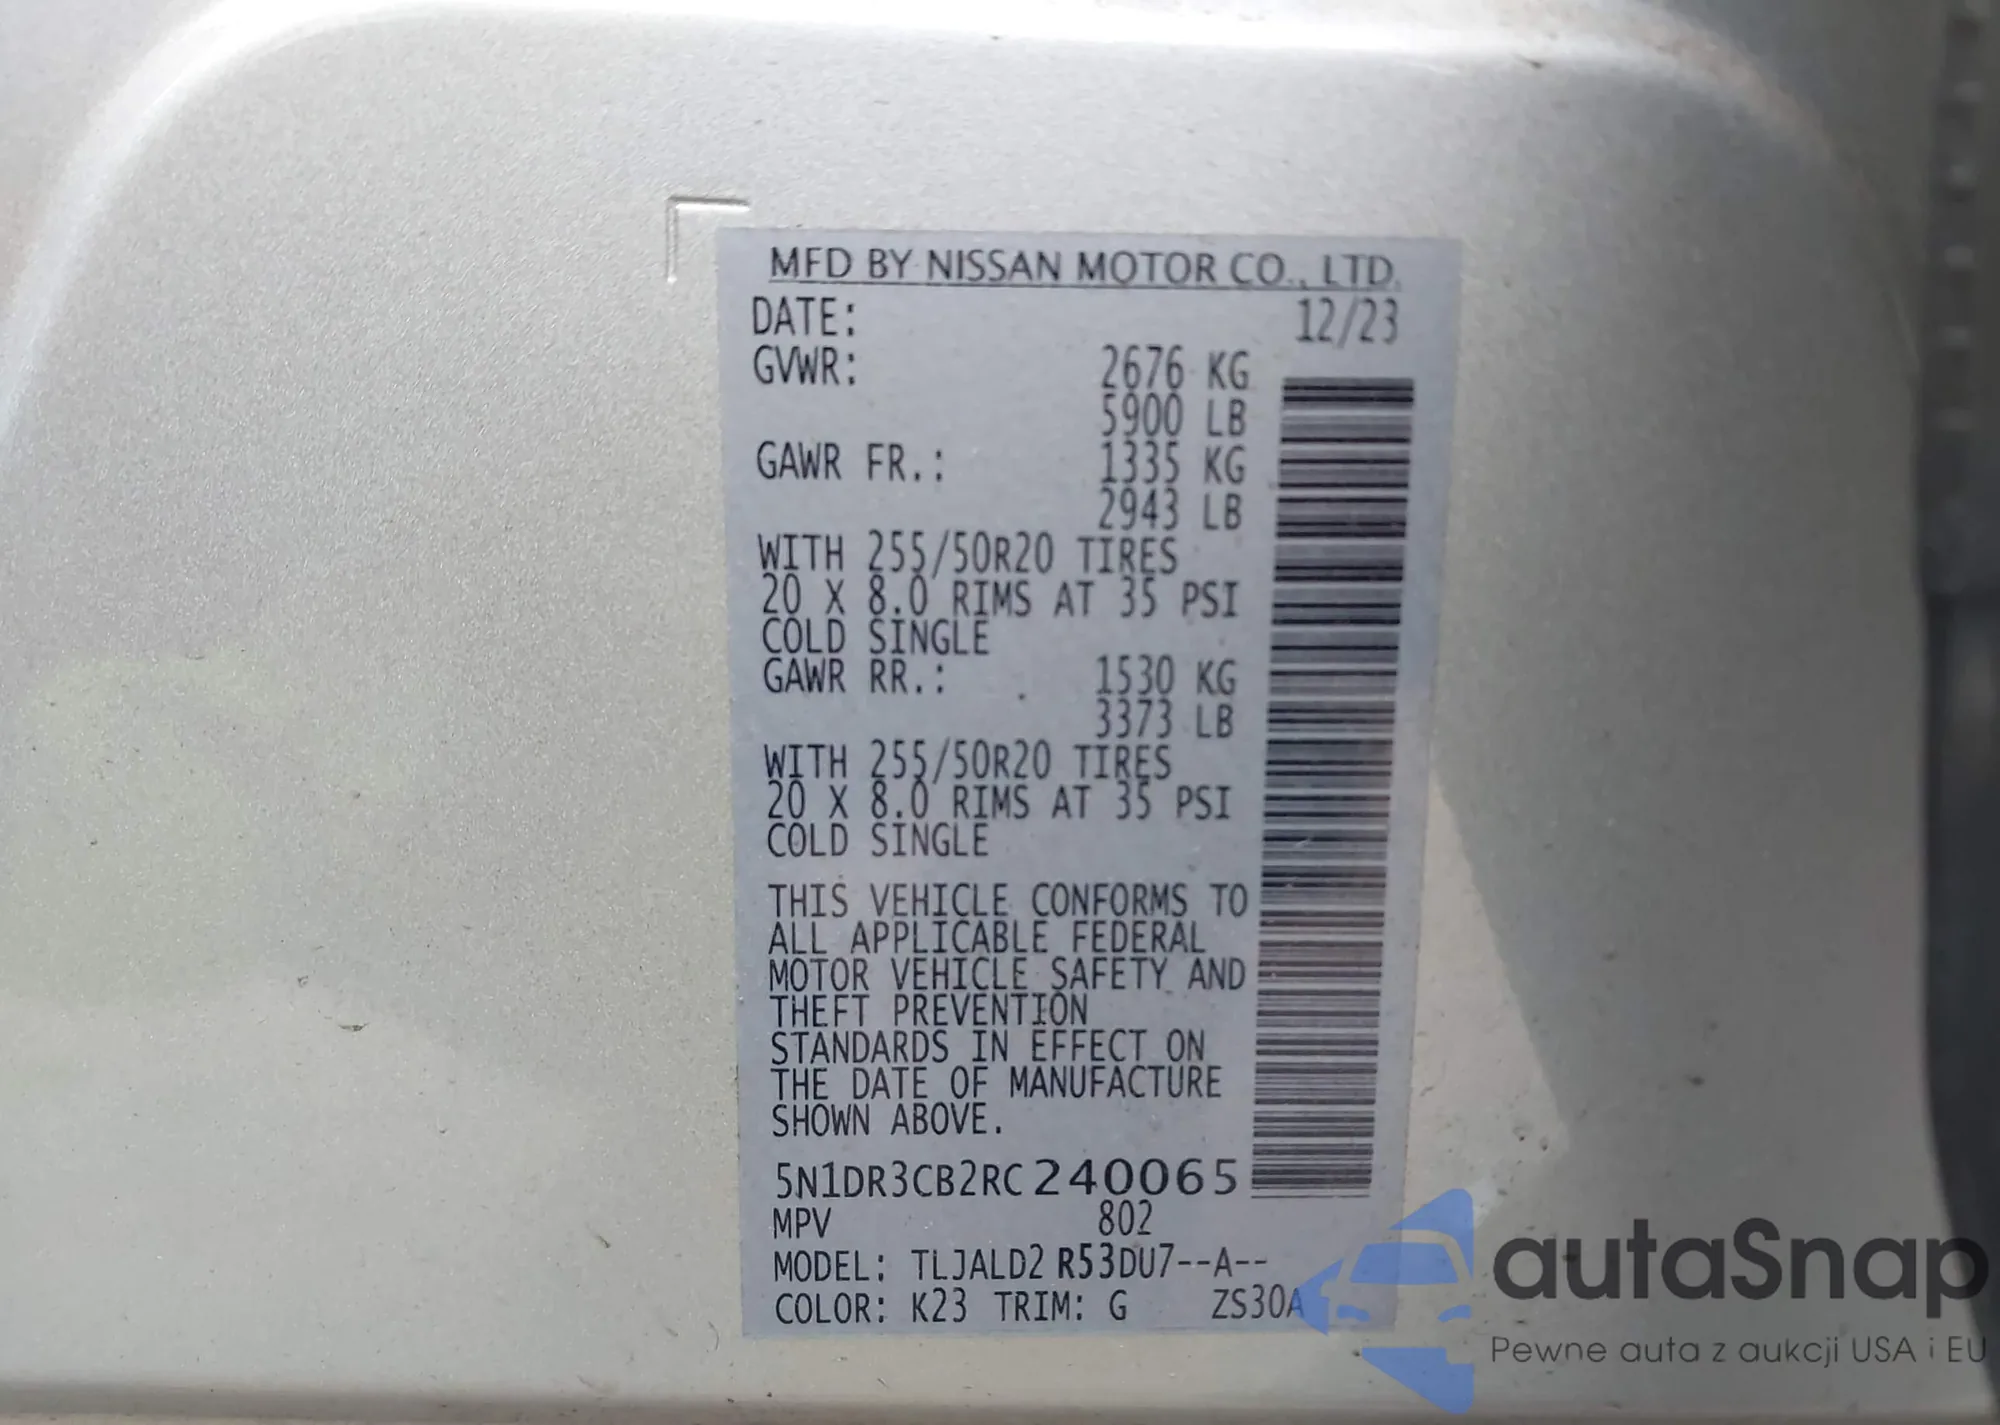 MFD BY NISSAN MOTOR CO., LTD.
DATE: 12/23
GVWR: 2676 KG
5900 LB
GAWR FR.: 1335 KG
2943 LB
WITH 255/50R20 TIRES
20 X 8.0 RIMS AT 35 PSI
COLD SINGLE
GAWR RR.: 1530 KG
3373 LB
WITH 255/50R20 TIRES
20 X 8.0 RIMS AT 35 PSI
COLD SINGLE
THIS VEHICLE CONFORMS TO
ALL APPLICABLE FEDERAL
MOTOR VEHICLE SAFETY AND
THEFT PREVENTION
STANDARDS IN EFFECT ON
THE DATE OF MANUFACTURE
SHOWN ABOVE.
5N1DR3CB2RC240065
MPV 802
MODEL: TLJALD2 R53DU7--A--
COLOR: K23 TRIM: G ZS30A
autoSnap
Pewne auta z aukcji USA i EU